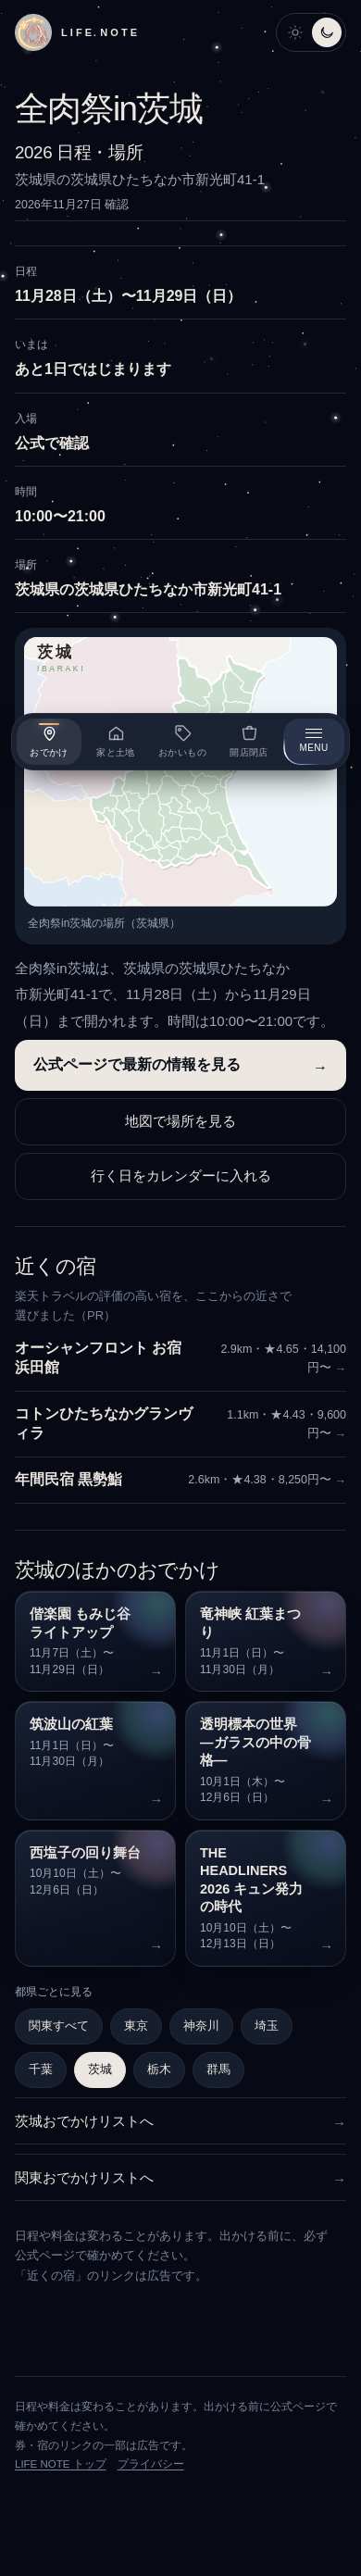 LIFE.NOTE
全肉祭in茨城
2026 日程・場所
茨城県の茨城県ひたちなか市新光町41-1
2026年11月27日 確認
日程
11月28日（土）〜11月29日（日）
いまは
あと1日ではじまります
入場
公式で確認
時間
10:00〜21:00
場所
茨城県の茨城県ひたちなか市新光町41-1
茨城
IBARAKI
おでかけ
家と土地
おかいもの
開店閉店
MENU
全肉祭in茨城の場所（茨城県）
全肉祭in茨城は、茨城県の茨城県ひたちなか
市新光町41-1で、11月28日（土）から11月29日
（日）まで開かれます。時間は10:00〜21:00です。
公式ページで最新の情報を見る →
地図で場所を見る
行く日をカレンダーに入れる
近くの宿
楽天トラベルの評価の高い宿を、ここからの近さで
選びました（PR）
オーシャンフロント お宿
浜田館
2.9km・★4.65・14,100
円〜 →
コトンひたちなかグランヴ
ィラ
1.1km・★4.43・9,600
円〜 →
年間民宿 黒勢鮨
2.6km・★4.38・8,250円〜 →
茨城のほかのおでかけ
偕楽園 もみじ谷
ライトアップ
11月7日（土）〜
11月29日（日）
→
竜神峡 紅葉まつ
り
11月1日（日）〜
11月30日（月）
→
筑波山の紅葉
11月1日（日）〜
11月30日（月）
→
透明標本の世界
―ガラスの中の骨
格―
10月1日（木）〜
12月6日（日）
→
西塩子の回り舞台
10月10日（土）〜
12月6日（日）
→
THE
HEADLINERS
2026 キュン発力
の時代
10月10日（土）〜
12月13日（日）
→
都県ごとに見る
関東すべて
東京
神奈川
埼玉
千葉
茨城
栃木
群馬
茨城おでかけリストへ →
関東おでかけリストへ →
日程や料金は変わることがあります。出かける前に、必ず
公式ページで確かめてください。
「近くの宿」のリンクは広告です。
日程や料金は変わることがあります。出かける前に公式ページで
確かめてください。
券・宿のリンクの一部は広告です。
LIFE NOTE トップ プライバシー